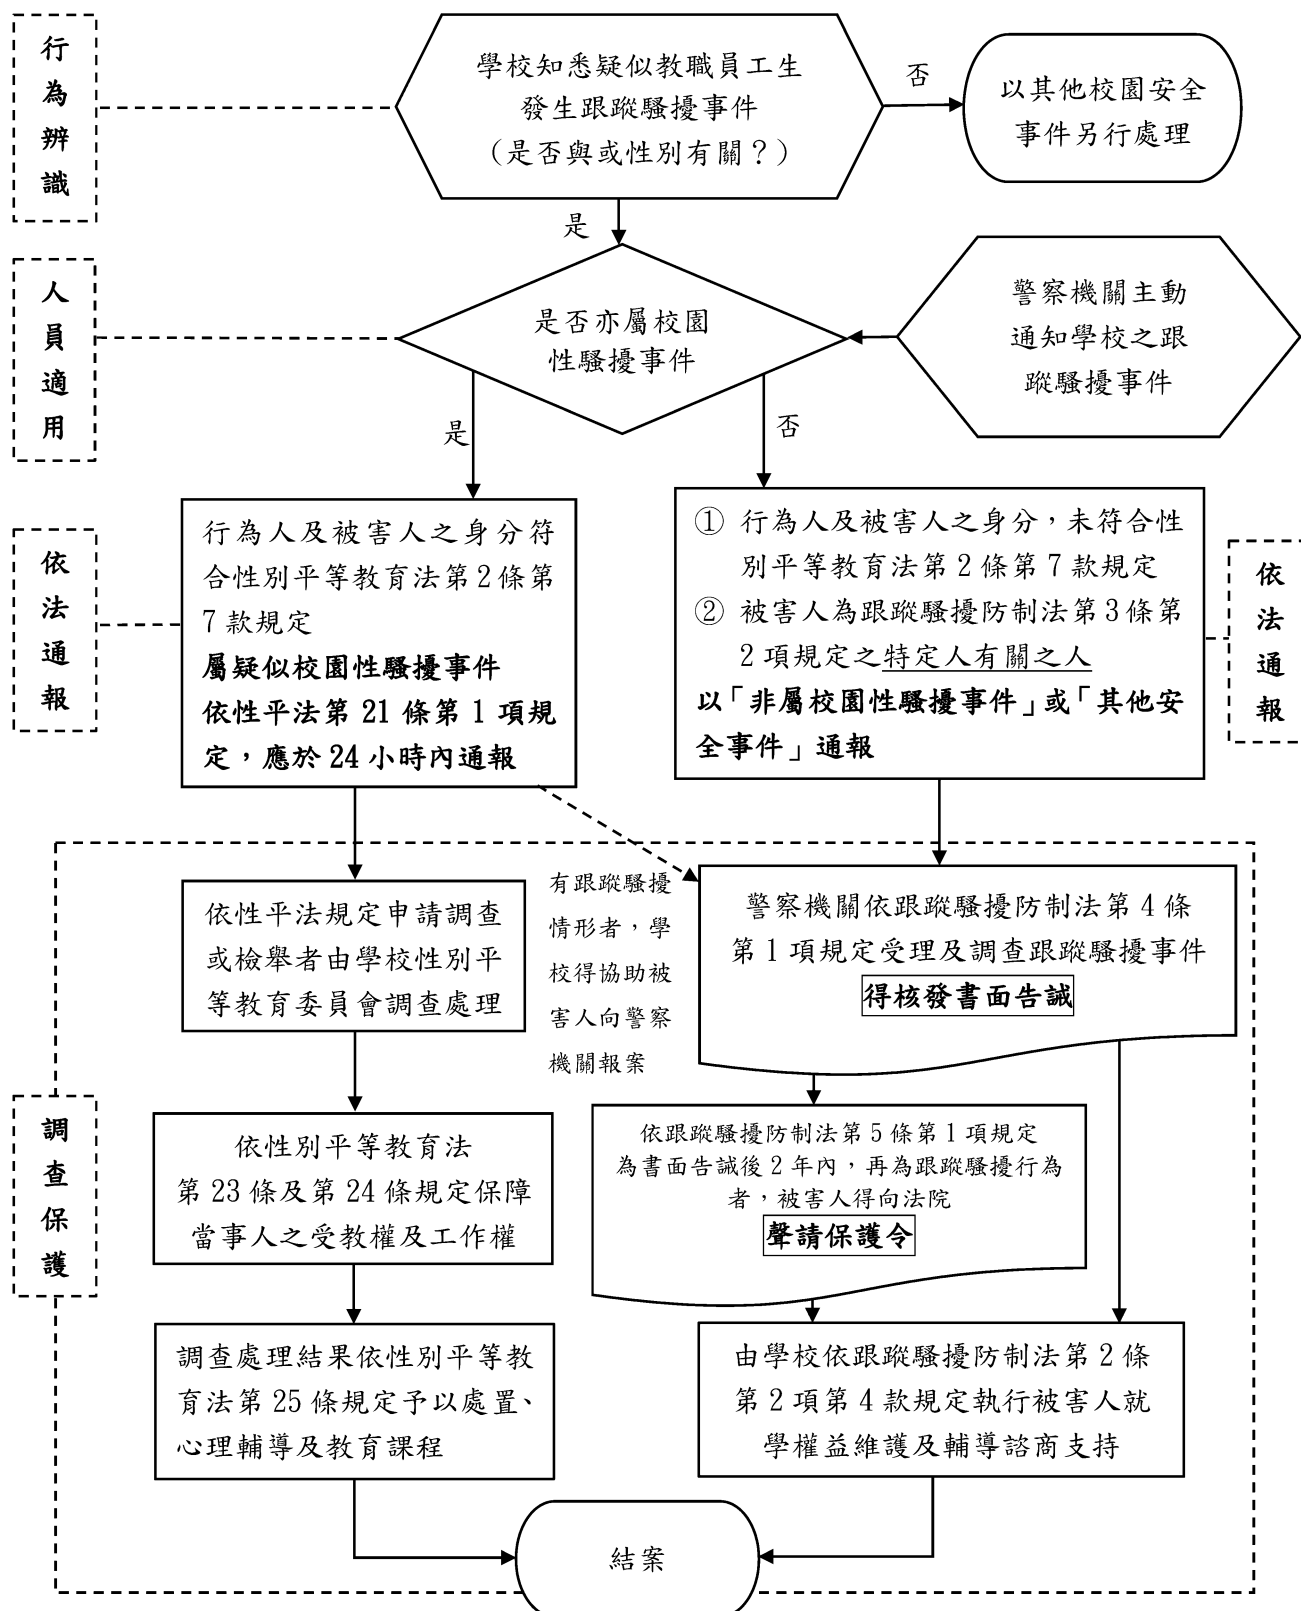 行為辨識
學校知悉疑似教職員工生
發生跟蹤騷擾事件
（是否與或性別有關？）
否
以其他校園安全
事件另行處理
是
人員適用
是否亦屬校園
性騷擾事件
警察機關主動
通知學校之跟
蹤騷擾事件
是
否
依法通報
行為人及被害人之身分符
合性別平等教育法第2條第
7款規定
屬疑似校園性騷擾事件
依性平法第21條第1項規
定，應於24小時內通報
① 行為人及被害人之身分，未符合性
別平等教育法第2條第7款規定
② 被害人為跟蹤騷擾防制法第3條第
2項規定之特定人有關之人
以「非屬校園性騷擾事件」或「其他安
全事件」通報
依法通報
調查保護
依性平法規定申請調查
或檢舉者由學校性別平
等教育委員會調查處理
有跟蹤騷擾
情形者，學
校得協助被
害人向警察
機關報案
警察機關依跟蹤騷擾防制法第4條
第1項規定受理及調查跟蹤騷擾事件
得核發書面告誡
依性別平等教育法
第23條及第24條規定保障
當事人之受教權及工作權
依跟蹤騷擾防制法第5條第1項規定
為書面告誡後2年內，再為跟蹤騷擾行為
者，被害人得向法院
聲請保護令
調查處理結果依性別平等教
育法第25條規定予以處置、
心理輔導及教育課程
由學校依跟蹤騷擾防制法第2條
第2項第4款規定執行被害人就
學權益維護及輔導諮商支持
結案